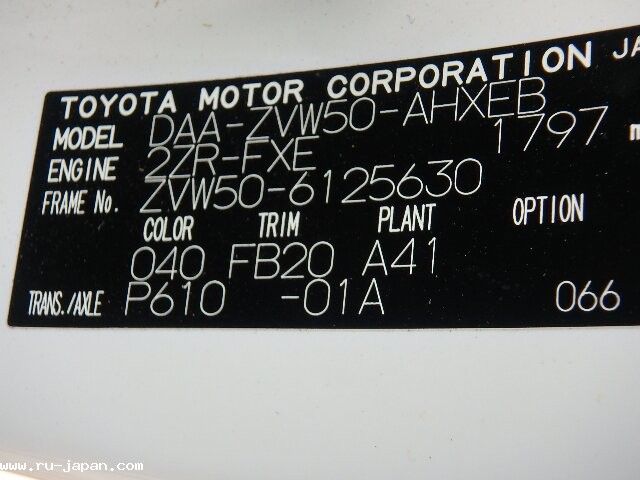 TOYOTA MOTOR CORPORATION JA
MODEL DAA-ZVW50-AHXEB
ENGINE 2ZR-FXE 1797 m
FRAME No. ZVW50-6125630
COLOR TRIM PLANT OPTION
040 FB20 A41
TRANS./AXLE P610 -01A 066
www.ru-japan.com